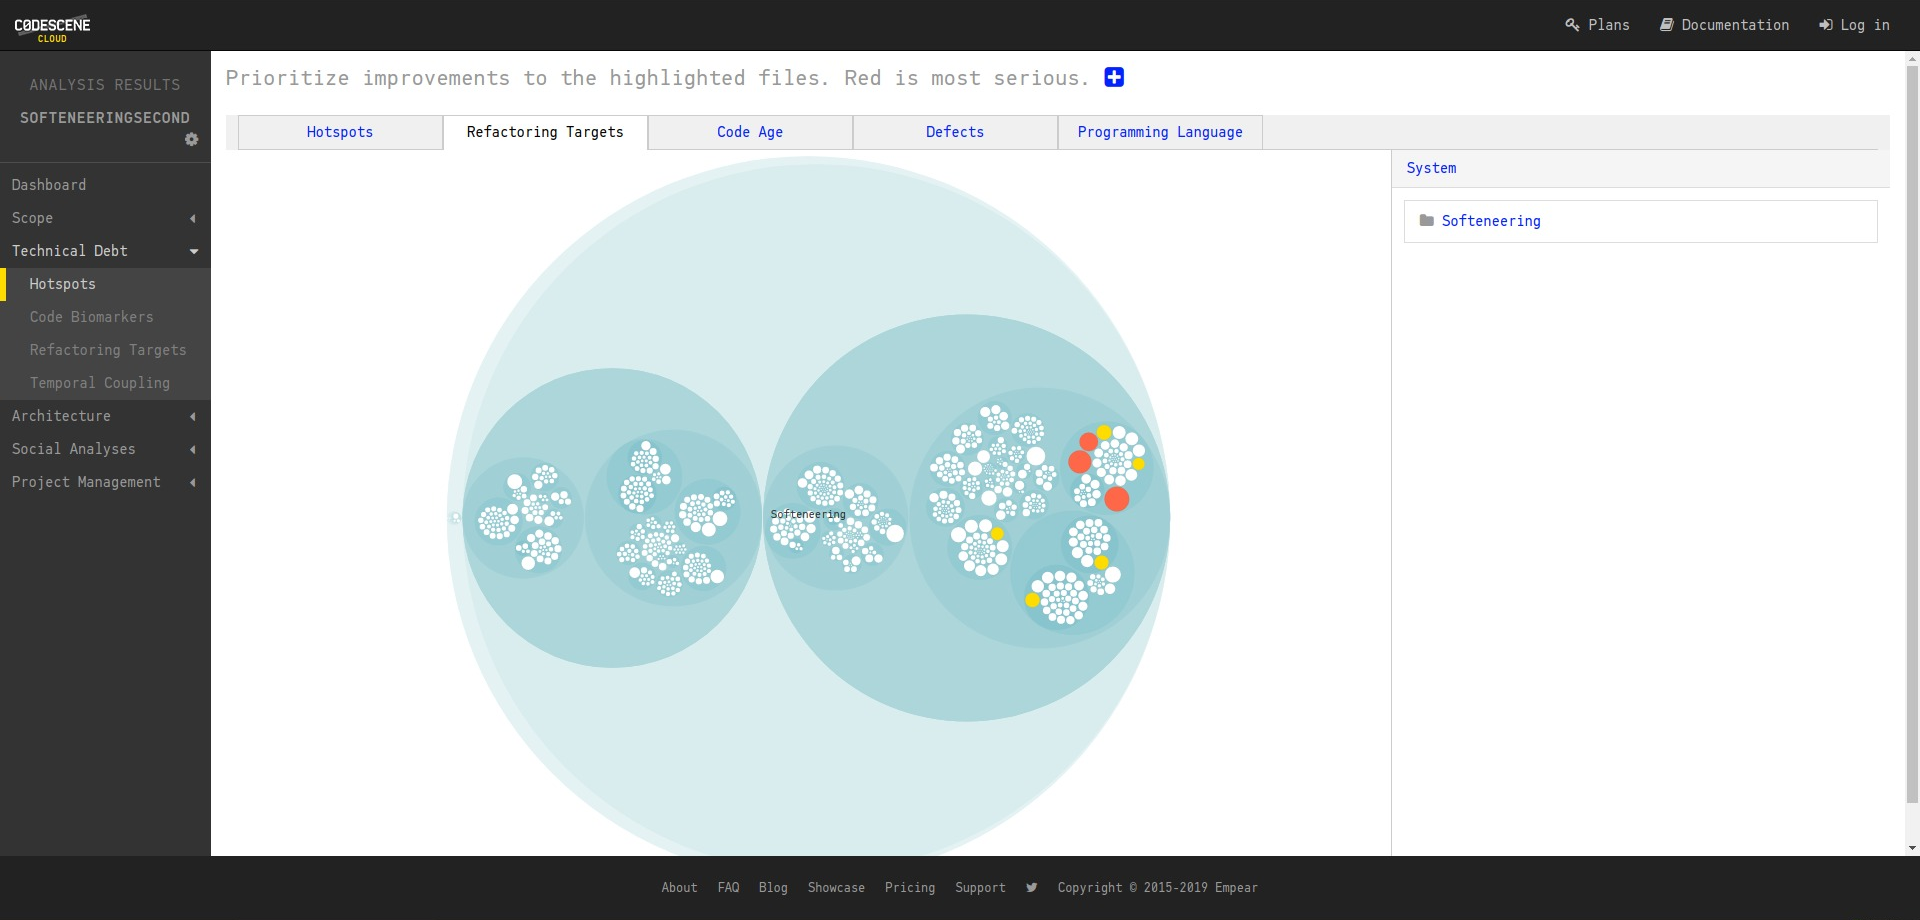 CODESCENE
CLOUD
Plans
Documentation
Log in
ANALYSIS RESULTS
SOFTENEERINGSECOND
Dashboard
Scope
Technical Debt
Hotspots
Code Biomarkers
Refactoring Targets
Temporal Coupling
Architecture
Social Analyses
Project Management
Prioritize improvements to the highlighted files. Red is most serious.
Hotspots
Refactoring Targets
Code Age
Defects
Programming Language
Softeneering
System
Softeneering
About FAQ Blog Showcase Pricing Support Copyright © 2015-2019 Empear